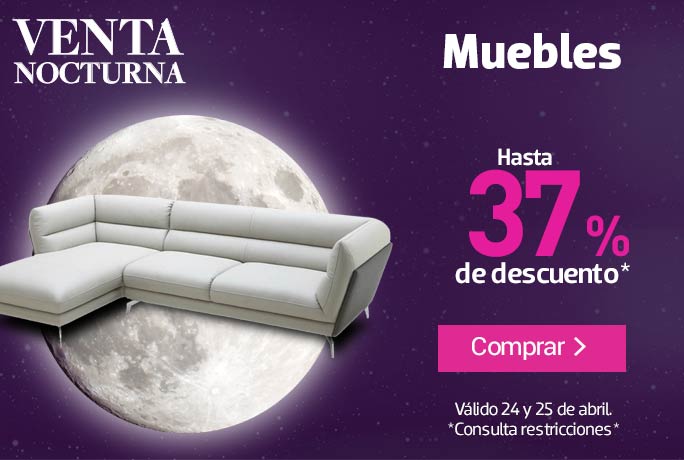 VENTA
NOCTURNA
Muebles
Hasta
37%
de descuento*
Comprar >
Válido 24 y 25 de abril.
*Consulta restricciones*